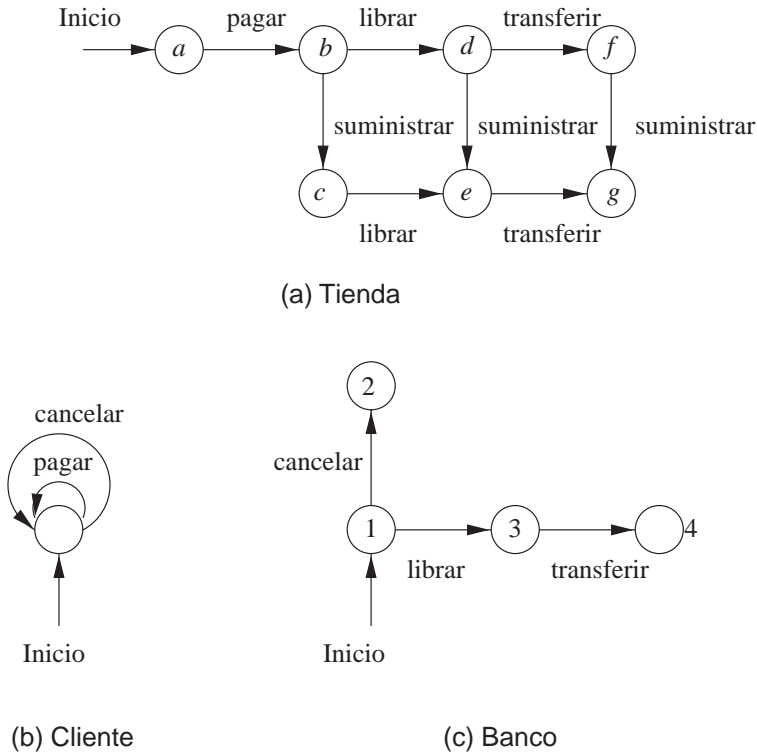 Inicio pagar librar transferir
a b d f
suministrar suministrar suministrar
c e g
librar transferir
(a) Tienda
2
cancelar
pagar
cancelar
1 3 4
librar transferir
Inicio Inicio
(b) Cliente (c) Banco